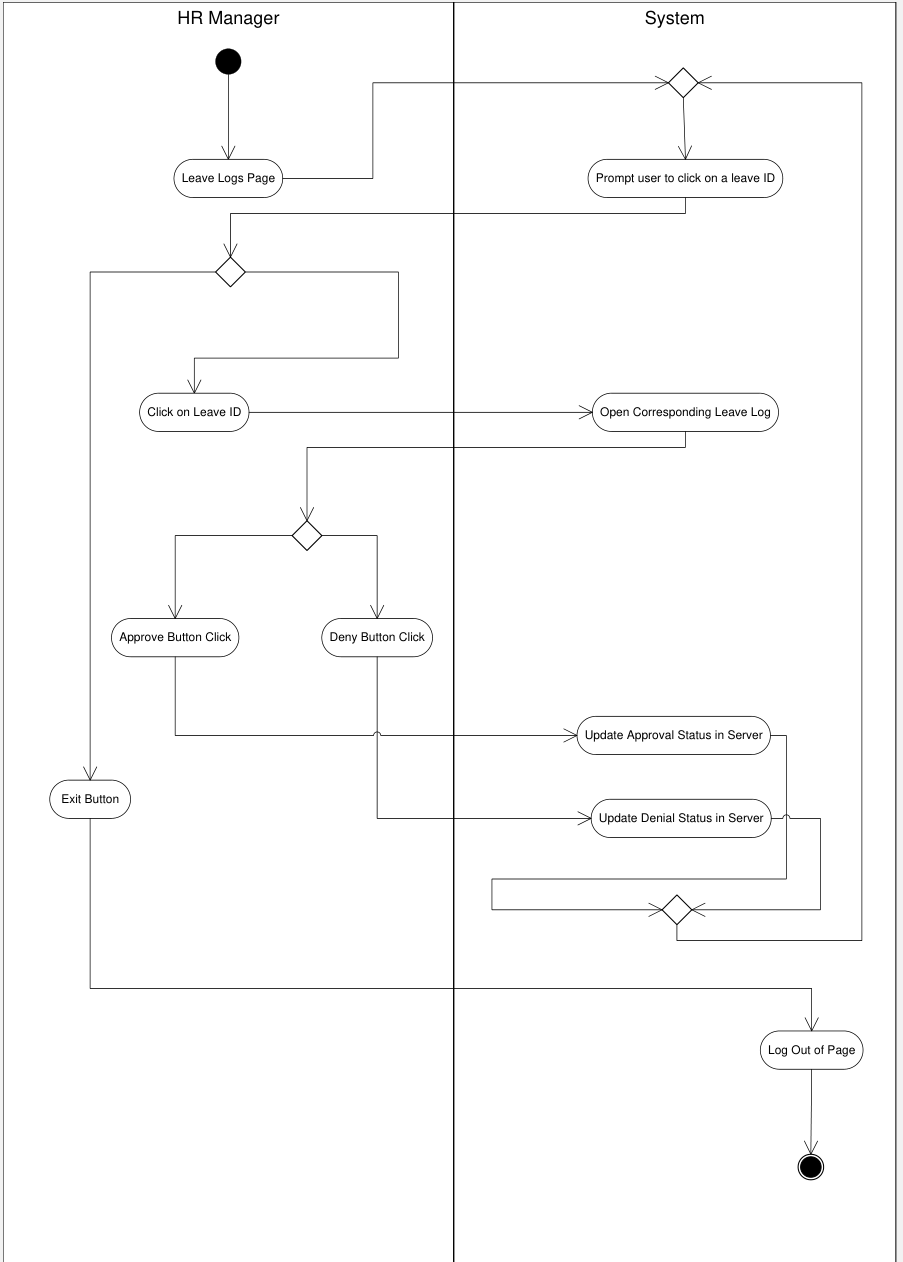 HR Manager
System
Leave Logs Page
Prompt user to click on a leave ID
Click on Leave ID
Open Corresponding Leave Log
Approve Button Click
Deny Button Click
Update Approval Status in Server
Exit Button
Update Denial Status in Server
Log Out of Page